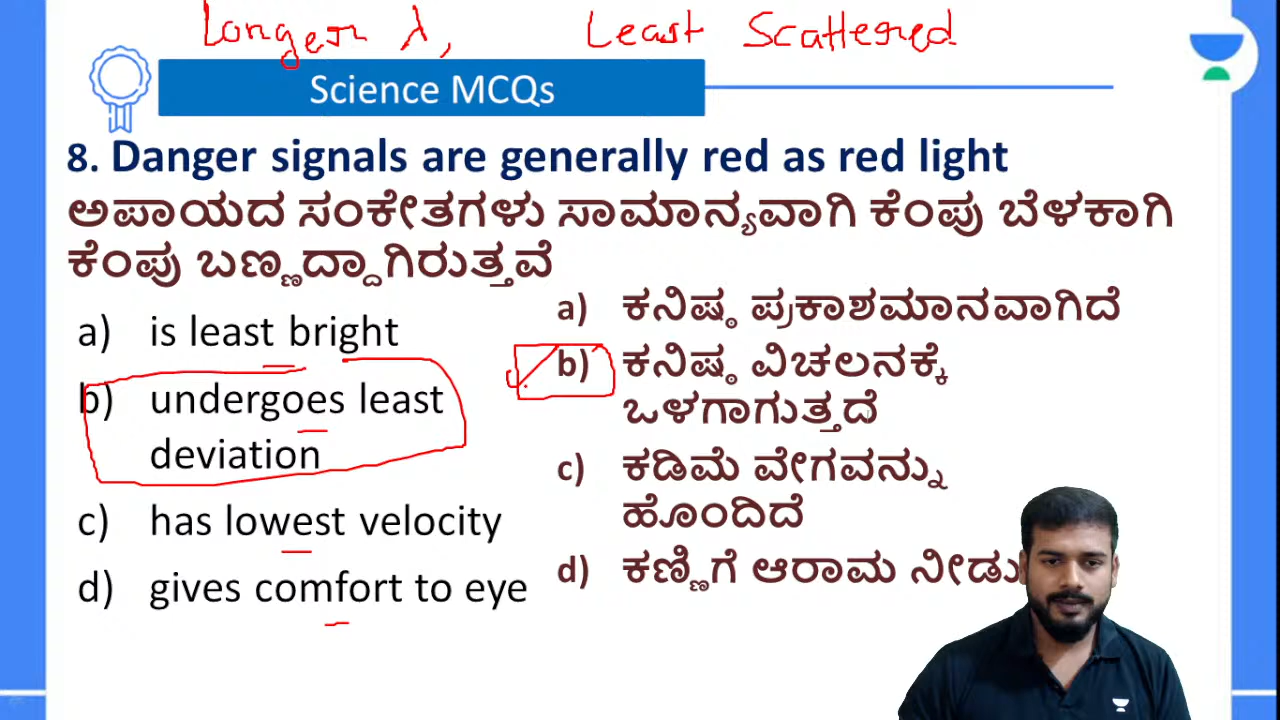 Longer λ, Least Scattered
Science MCQs
8. Danger signals are generally red as red light
ಅಪಾಯದ ಸಂಕೇತಗಳು ಸಾಮಾನ್ಯವಾಗಿ ಕೆಂಪು ಬೆಳಕಾಗಿ
ಕೆಂಪು ಬಣ್ಣದ್ದಾಗಿರುತ್ತವೆ
a) is least bright
b) undergoes least
deviation
c) has lowest velocity
d) gives comfort to eye
a) ಕನಿಷ್ಠ ಪ್ರಕಾಶಮಾನವಾಗಿದೆ
b) ಕನಿಷ್ಠ ವಿಚಲನಕ್ಕೆ
ಒಳಗಾಗುತ್ತದೆ
c) ಕಡಿಮೆ ವೇಗವನ್ನು
ಹೊಂದಿದೆ
d) ಕಣ್ಣಿಗೆ ಆರಾಮ ನೀಡು